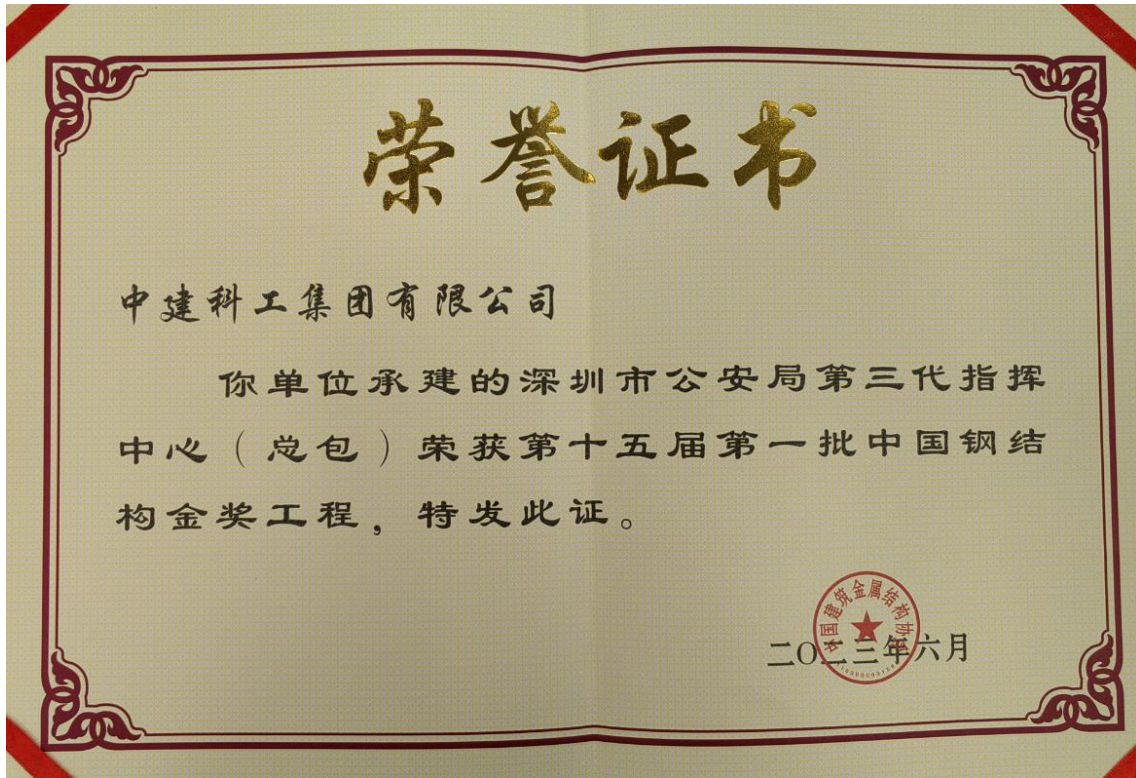 荣誉证书
中建科工集团有限公司
你单位承建的深圳市公安局第三代指挥
中心（总包）荣获第十五届第一批中国钢结
构金奖工程，特发此证。
中国建筑金属结构协会
二〇二三年六月